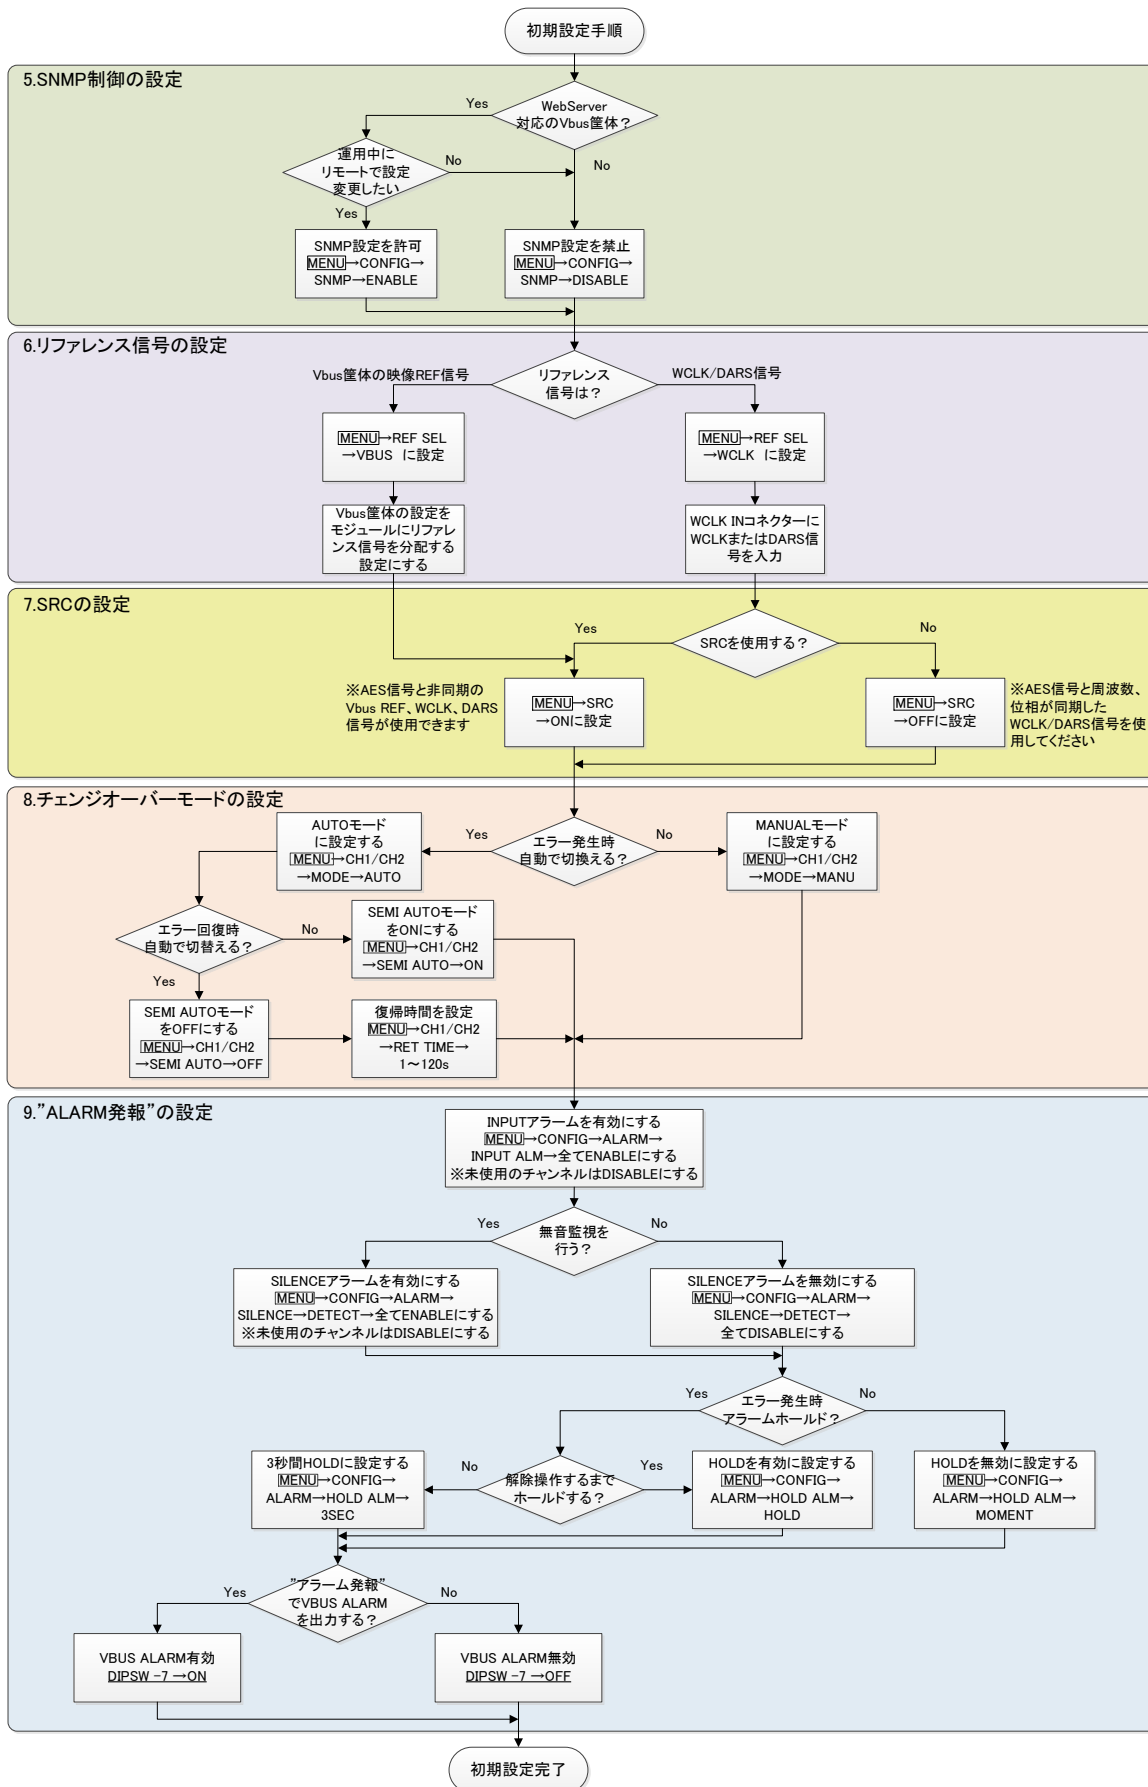 初期設定手順
5.SNMP制御の設定
WebServer
対応のVbus筐体？
Yes
No
運用中に
リモートで設定
変更したい
No
Yes
SNMP設定を許可
MENU→CONFIG→
SNMP→ENABLE
SNMP設定を禁止
MENU→CONFIG→
SNMP→DISABLE
6.リファレンス信号の設定
リファレンス
信号は？
Vbus筐体の映像REF信号
WCLK/DARS信号
MENU→REF SEL
→VBUS に設定
MENU→REF SEL
→WCLK に設定
Vbus筐体の設定を
モジュールにリファレ
ンス信号を分配する
設定にする
WCLK INコネクターに
WCLKまたはDARS信
号を入力
7.SRCの設定
SRCを使用する？
Yes
No
※AES信号と非同期の
Vbus REF、WCLK、DARS
信号が使用できます
MENU→SRC
→ONに設定
MENU→SRC
→OFFに設定
※AES信号と周波数、
位相が同期した
WCLK/DARS信号を使
用してください
8.チェンジオーバーモードの設定
エラー発生時
自動で切換える？
Yes
No
AUTOモード
に設定する
MENU→CH1/CH2
→MODE→AUTO
MANUALモード
に設定する
MENU→CH1/CH2
→MODE→MANU
エラー回復時
自動で切替える？
No
Yes
SEMI AUTOモード
をONにする
MENU→CH1/CH2
→SEMI AUTO→ON
SEMI AUTOモード
をOFFにする
MENU→CH1/CH2
→SEMI AUTO→OFF
復帰時間を設定
MENU→CH1/CH2
→RET TIME→
1～120s
9.”ALARM発報”の設定
INPUTアラームを有効にする
MENU→CONFIG→ALARM→
INPUT ALM→全てENABLEにする
※未使用のチャンネルはDISABLEにする
無音監視を
行う？
Yes
No
SILENCEアラームを有効にする
MENU→CONFIG→ALARM→
SILENCE→DETECT→全てENABLEにする
※未使用のチャンネルはDISABLEにする
SILENCEアラームを無効にする
MENU→CONFIG→ALARM→
SILENCE→DETECT→
全てDISABLEにする
エラー発生時
アラームホールド？
Yes
No
解除操作するまで
ホールドする？
No
Yes
3秒間HOLDに設定する
MENU→CONFIG→
ALARM→HOLD ALM→
3SEC
HOLDを有効に設定する
MENU→CONFIG→
ALARM→HOLD ALM→
HOLD
HOLDを無効に設定する
MENU→CONFIG→
ALARM→HOLD ALM→
MOMENT
”アラーム発報”
でVBUS ALARM
を出力する？
Yes
No
VBUS ALARM有効
DIPSW -7 →ON
VBUS ALARM無効
DIPSW -7 →OFF
初期設定完了